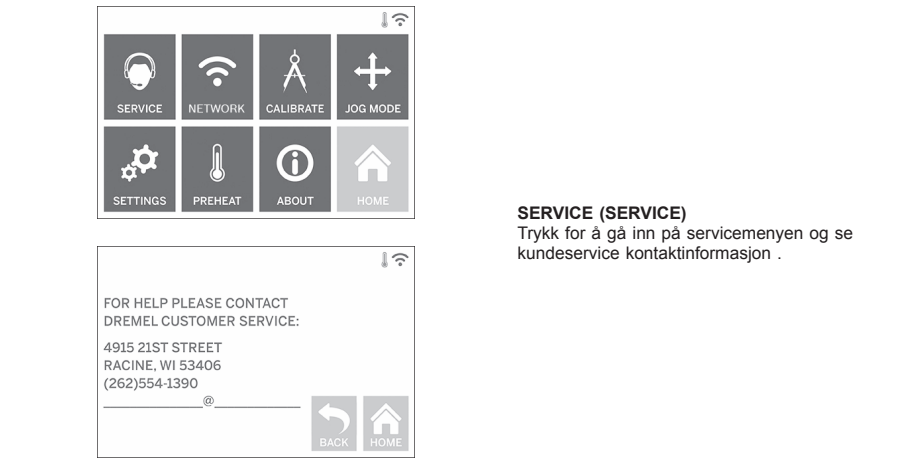 SERVICE
NETWORK
CALIBRATE
JOG MODE
SETTINGS
PREHEAT
ABOUT
HOME
FOR HELP PLEASE CONTACT
DREMEL CUSTOMER SERVICE:
4915 21ST STREET
RACINE, WI 53406
(262)554-1390
@
BACK
HOME
SERVICE (SERVICE)
Trykk for å gå inn på servicemenyen og se
kundeservice kontaktinformasjon .